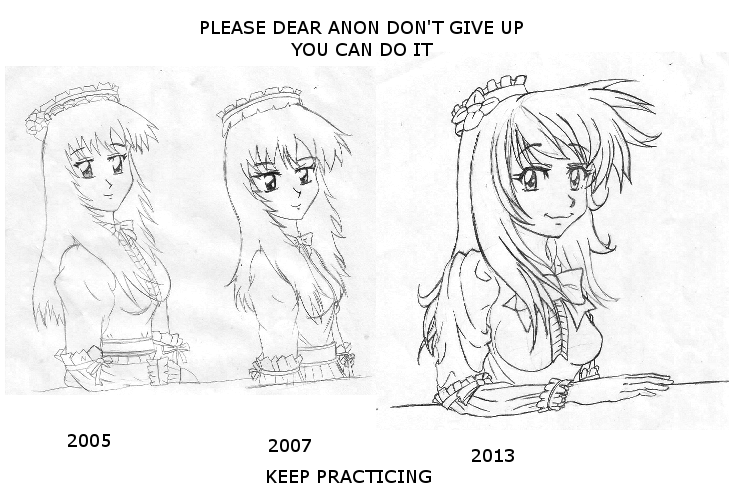 PLEASE DEAR ANON DON'T GIVE UP
YOU CAN DO IT
2005
2007
2013
KEEP PRACTICING